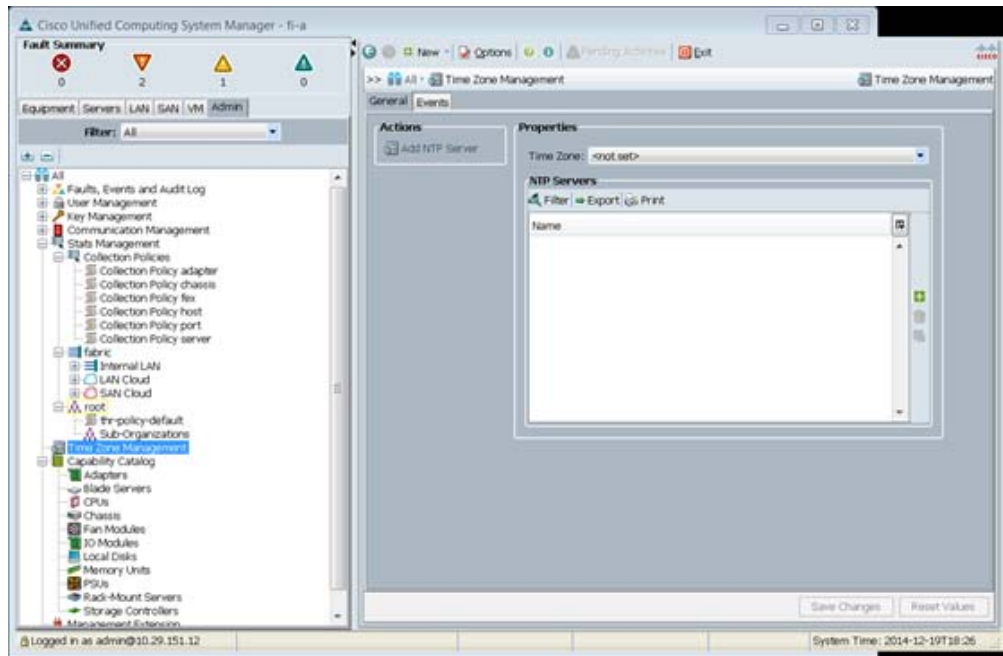 Cisco Unified Computing System Manager - fi-a
Fault Summary
0 2 1 0
Equipment Servers LAN SAN VM Admin
Filter: All
All
Faults, Events and Audit Log
User Management
Key Management
Communication Management
Stats Management
Collection Policies
Collection Policy adapter
Collection Policy chassis
Collection Policy fex
Collection Policy host
Collection Policy port
Collection Policy server
fabric
Internal LAN
LAN Cloud
SAN Cloud
root
thr-policy-default
Sub-Organizations
Time Zone Management
Capability Catalog
Adapters
Blade Servers
CPUs
Chassis
Fan Modules
IO Modules
Local Disks
Memory Units
PSUs
Rack-Mount Servers
Storage Controllers
Management Extension
New Options Pending Activities Exit
cisco
>> All Time Zone Management Time Zone Management
General Events
Actions
Add NTP Server
Properties
Time Zone: <not set>
NTP Servers
Filter Export Print
Name
Save Changes Reset Values
Logged in as admin@10.29.151.12 System Time: 2014-12-19T18:26